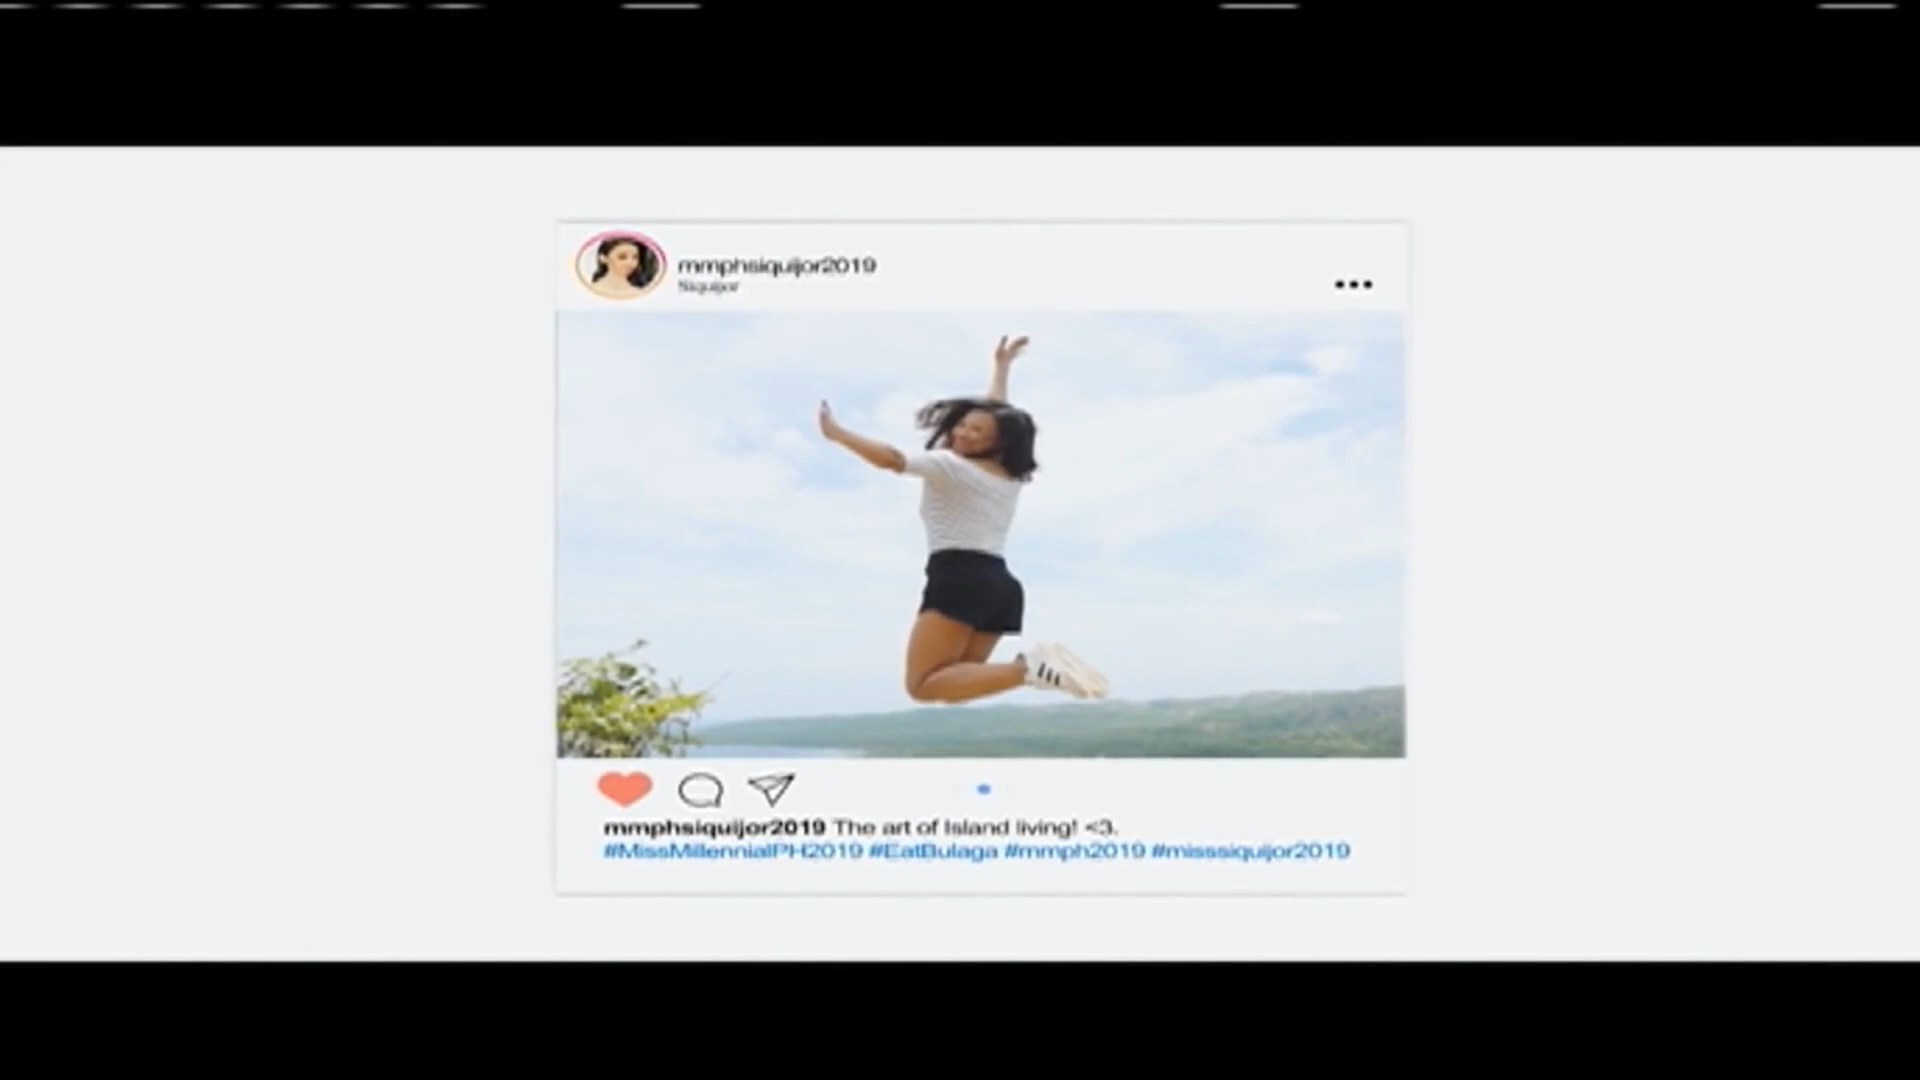 mmphsiquijor2019
Siquijor
mmphsiquijor2019 The art of Island living! <3.
#MissMillennialPH2019 #EatBulaga #mmph2019 #misssiquijor2019